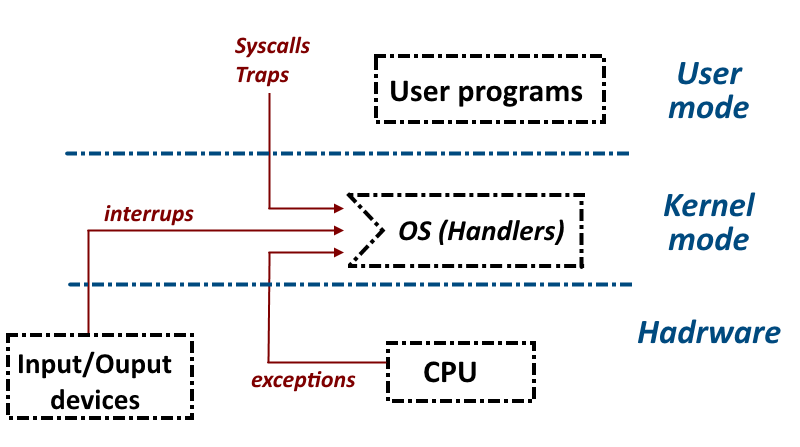 Syscalls
Traps
User programs
User
mode
interrups
OS (Handlers)
Kernel
mode
Hadrware
Input/Ouput
devices
exceptions
CPU